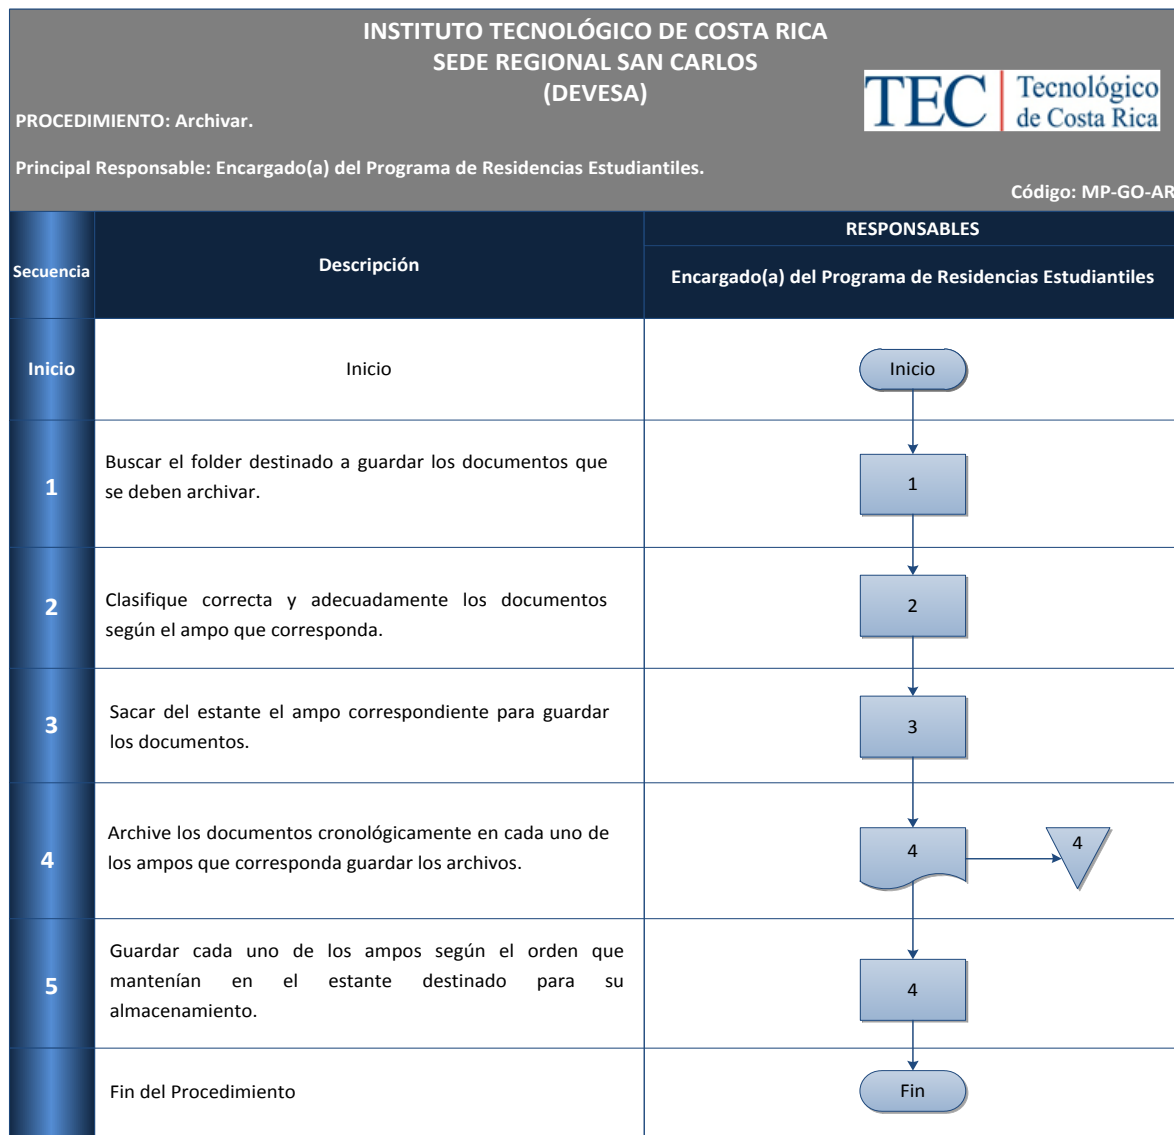 INSTITUTO TECNOLÓGICO DE COSTA RICA
SEDE REGIONAL SAN CARLOS
(DEVESA)
TEC Tecnológico
de Costa Rica
PROCEDIMIENTO: Archivar.
Principal Responsable: Encargado(a) del Programa de Residencias Estudiantiles.
Código: MP-GO-AR
Secuencia
Descripción
RESPONSABLES
Encargado(a) del Programa de Residencias Estudiantiles
Inicio
Inicio
Inicio
1
Buscar el folder destinado a guardar los documentos que
se deben archivar.
1
2
Clasifique correcta y adecuadamente los documentos
según el ampo que corresponda.
2
3
Sacar del estante el ampo correspondiente para guardar
los documentos.
3
4
Archive los documentos cronológicamente en cada uno de
los ampos que corresponda guardar los archivos.
4
4
5
Guardar cada uno de los ampos según el orden que
mantenían en el estante destinado para su
almacenamiento.
4
Fin del Procedimiento
Fin